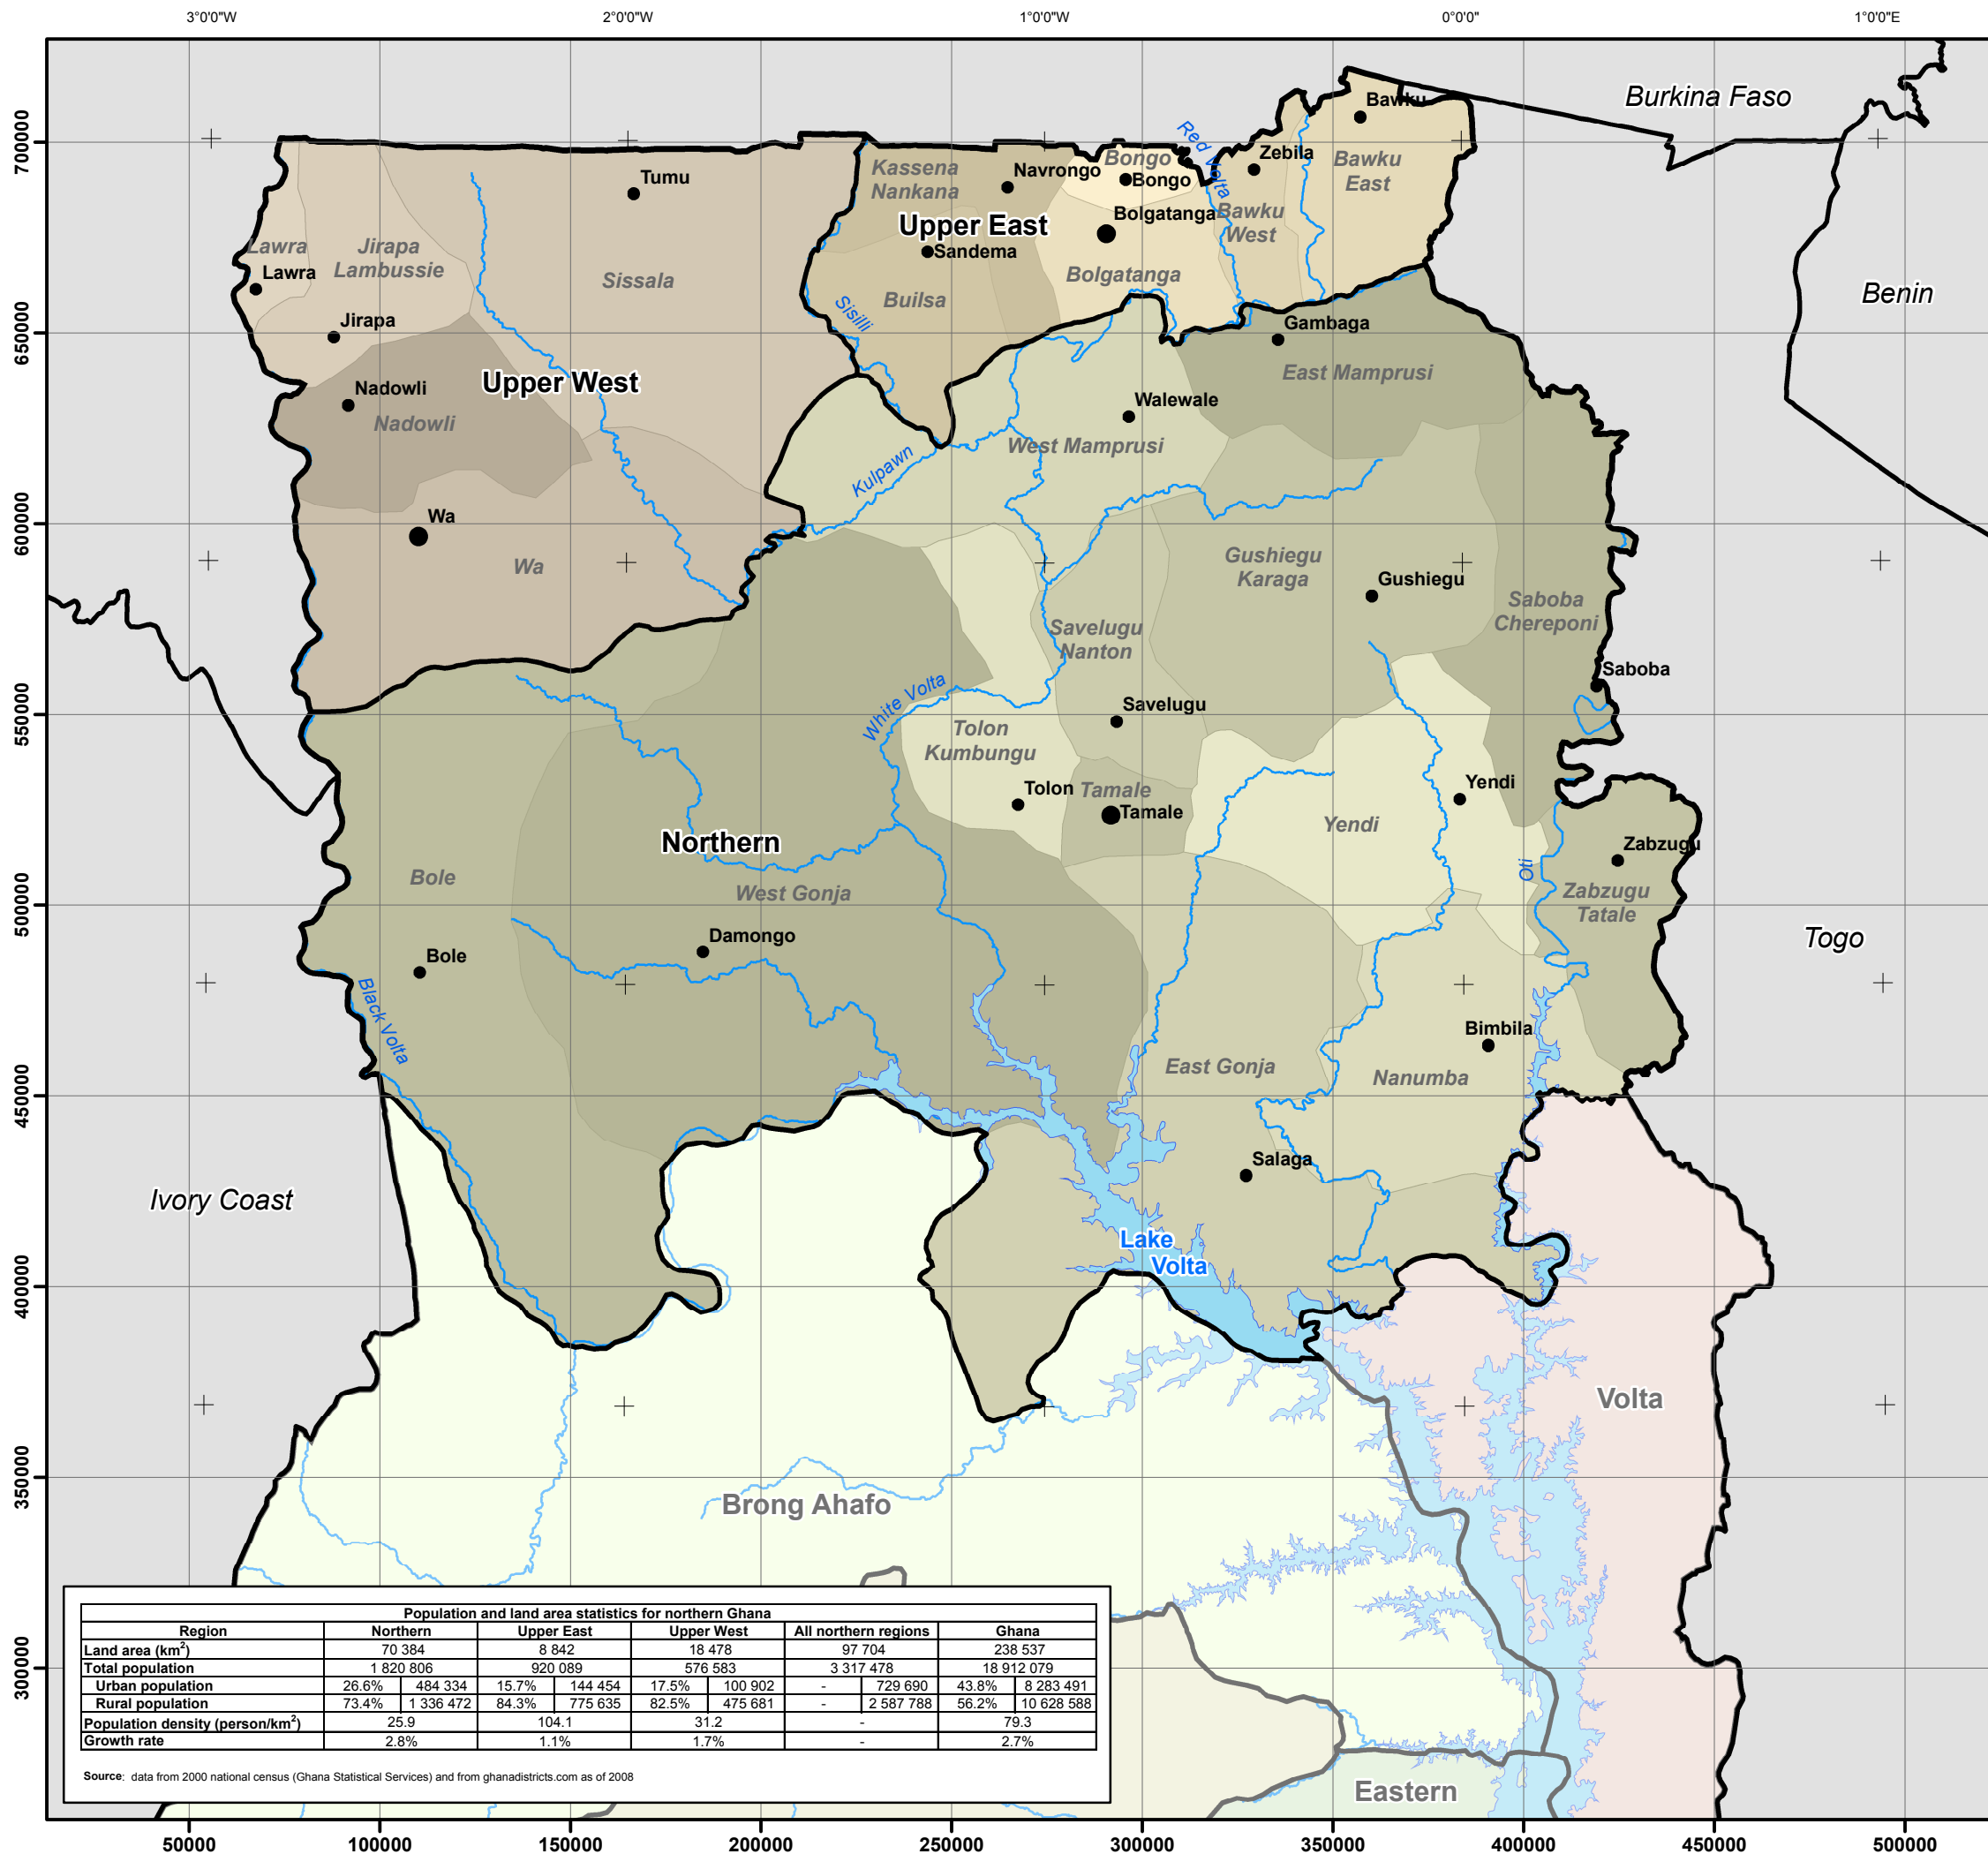 3°0'0"W 2°0'0"W 1°0'0"W 0°0'0" 1°0'0"E
Burkina Faso
Bawku
700000
Red Volta
Zebila
Bawku
East
Kassena
Nankana
Navrongo
Bongo
Bongo
Tumu
Upper East
Bolgatanga
Bawku
West
Sandema
Lawra
Lawra
Jirapa
Lambussie
Sissala
Builsa
Bolgatanga
Benin
Sisilli
Jirapa
Gambaga
650000
East Mamprusi
Upper West
Nadowli
Nadowli
Walewale
West Mamprusi
Kulpawn
Wa
600000
Wa
Gushiegu
Karaga
Gushiegu
Saboba
Chereponi
Savelugu
Nanton
Saboba
White Volta
Savelugu
550000
Tolon
Kumbungu
Tolon
Tamale
Tamale
Yendi
Yendi
Northern
Zabzugu
Oti
Bole
West Gonja
Zabzugu
Tatale
500000
Damongo
Bole
Togo
Black Volta
Bimbila
East Gonja
Nanumba
450000
Salaga
Ivory Coast
Lake
Volta
400000
Volta
350000
Brong Ahafo
Population and land area statistics for northern Ghana
Region Northern Upper East Upper West All northern regions Ghana
Land area (km²) 70 384 8 842 18 478 97 704 238 537
Total population 1 820 806 920 089 576 583 3 317 478 18 912 079
Urban population 26.6% 484 334 15.7% 144 454 17.5% 100 902 - 729 690 43.8% 8 283 491
Rural population 73.4% 1 336 472 84.3% 775 635 82.5% 475 681 - 2 587 788 56.2% 10 628 588
Population density (person/km²) 25.9 104.1 31.2 - 79.3
Growth rate 2.8% 1.1% 1.7% - 2.7%
Source: data from 2000 national census (Ghana Statistical Services) and from ghanadistricts.com as of 2008
300000
Eastern
50000 100000 150000 200000 250000 300000 350000 400000 450000 500000